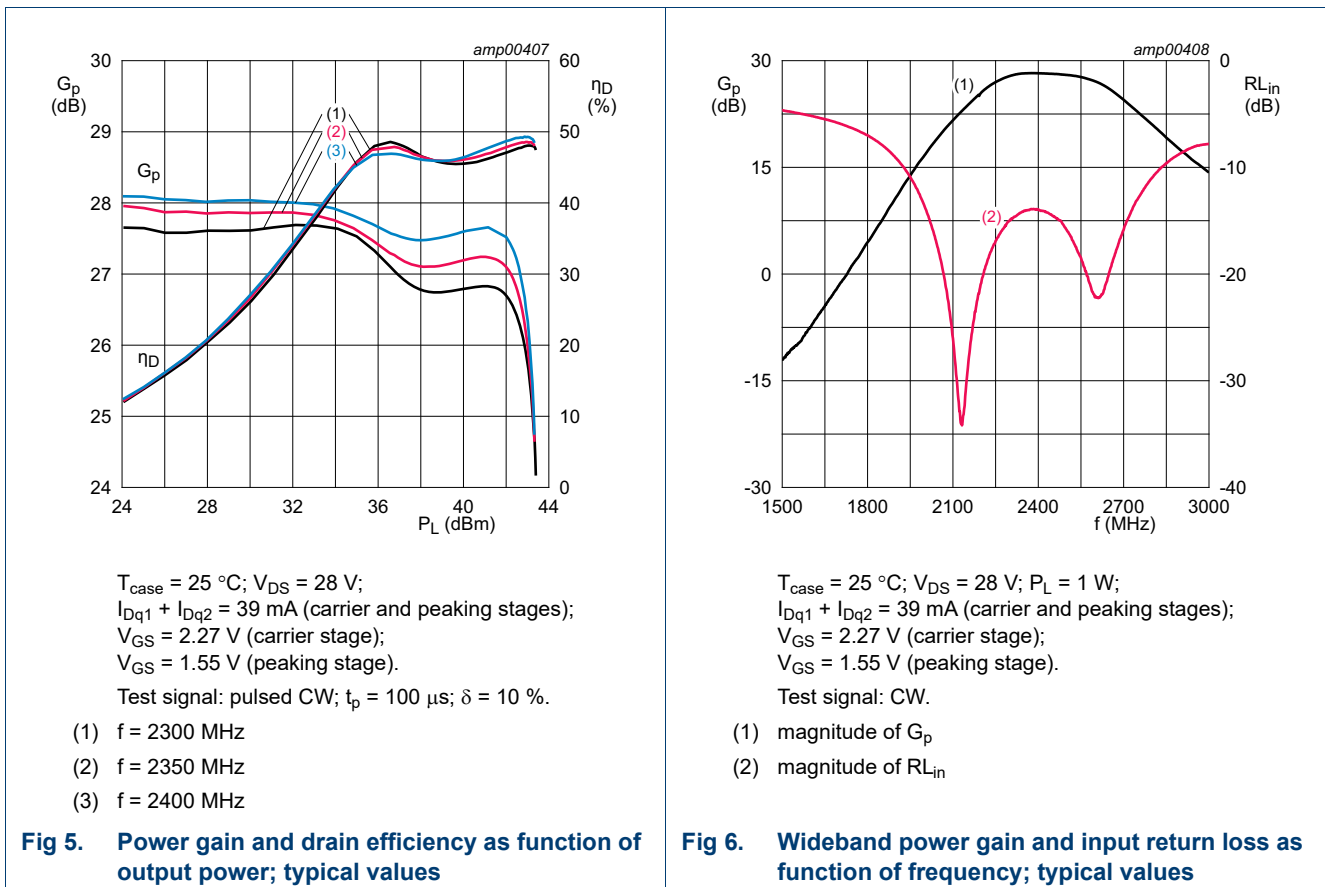 amp00407
30
60
Gp
(dB)
ηD
(%)
(1)
(2)
(3)
29
50
Gp
28
40
27
30
26
20
ηD
25
10
24
0
24
28
32
36
40
44
PL (dBm)
Tcase = 25 °C; VDS = 28 V;
IDq1 + IDq2 = 39 mA (carrier and peaking stages);
VGS = 2.27 V (carrier stage);
VGS = 1.55 V (peaking stage).
Test signal: pulsed CW; tp = 100 μs; δ = 10 %.
(1) f = 2300 MHz
(2) f = 2350 MHz
(3) f = 2400 MHz
Fig 5. Power gain and drain efficiency as function of
output power; typical values
amp00408
30
0
Gp
(dB)
RLin
(dB)
(1)
15
-10
(2)
0
-20
-15
-30
-30
-40
1500
1800
2100
2400
2700
3000
f (MHz)
Tcase = 25 °C; VDS = 28 V; PL = 1 W;
IDq1 + IDq2 = 39 mA (carrier and peaking stages);
VGS = 2.27 V (carrier stage);
VGS = 1.55 V (peaking stage).
Test signal: CW.
(1) magnitude of Gp
(2) magnitude of RLin
Fig 6. Wideband power gain and input return loss as
function of frequency; typical values